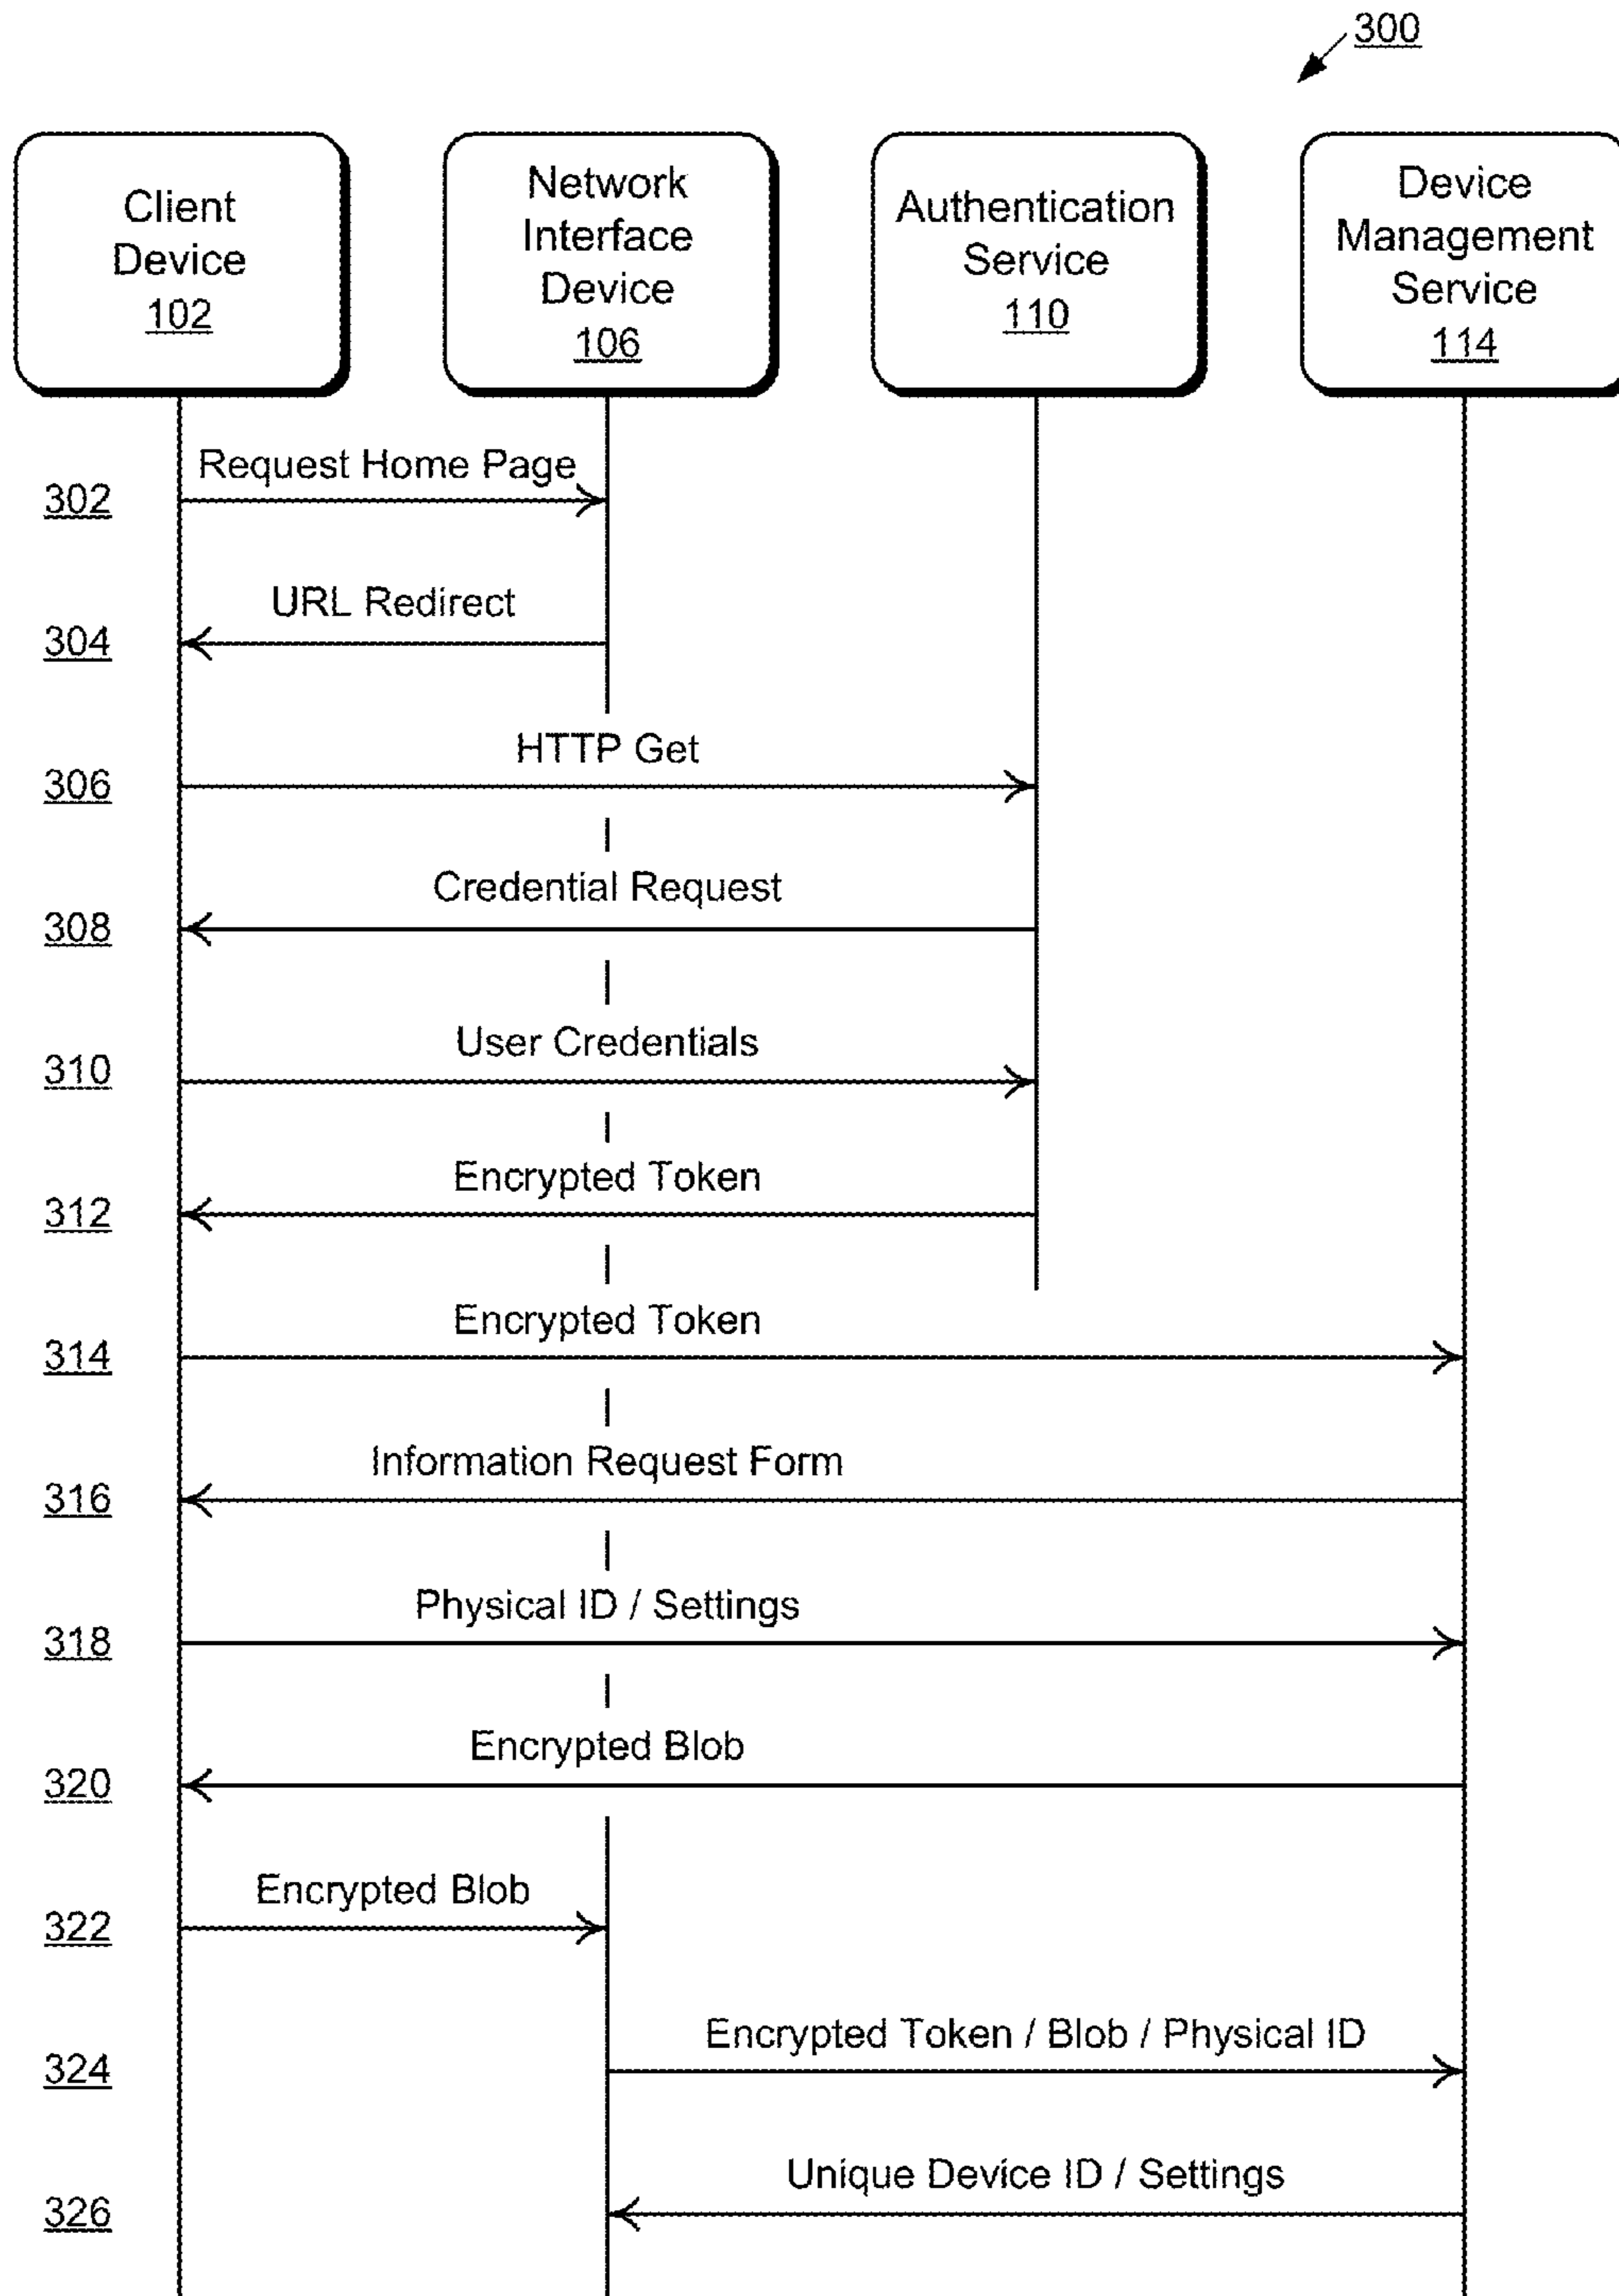 300
Client
Device
102
Network
Interface
Device
106
Authentication
Service
110
Device
Management
Service
114
Request Home Page
302
URL Redirect
304
HTTP Get
306
Credential Request
308
User Credentials
310
Encrypted Token
312
Encrypted Token
314
Information Request Form
316
Physical ID / Settings
318
Encrypted Blob
320
Encrypted Blob
322
Encrypted Token / Blob / Physical ID
324
Unique Device ID / Settings
326